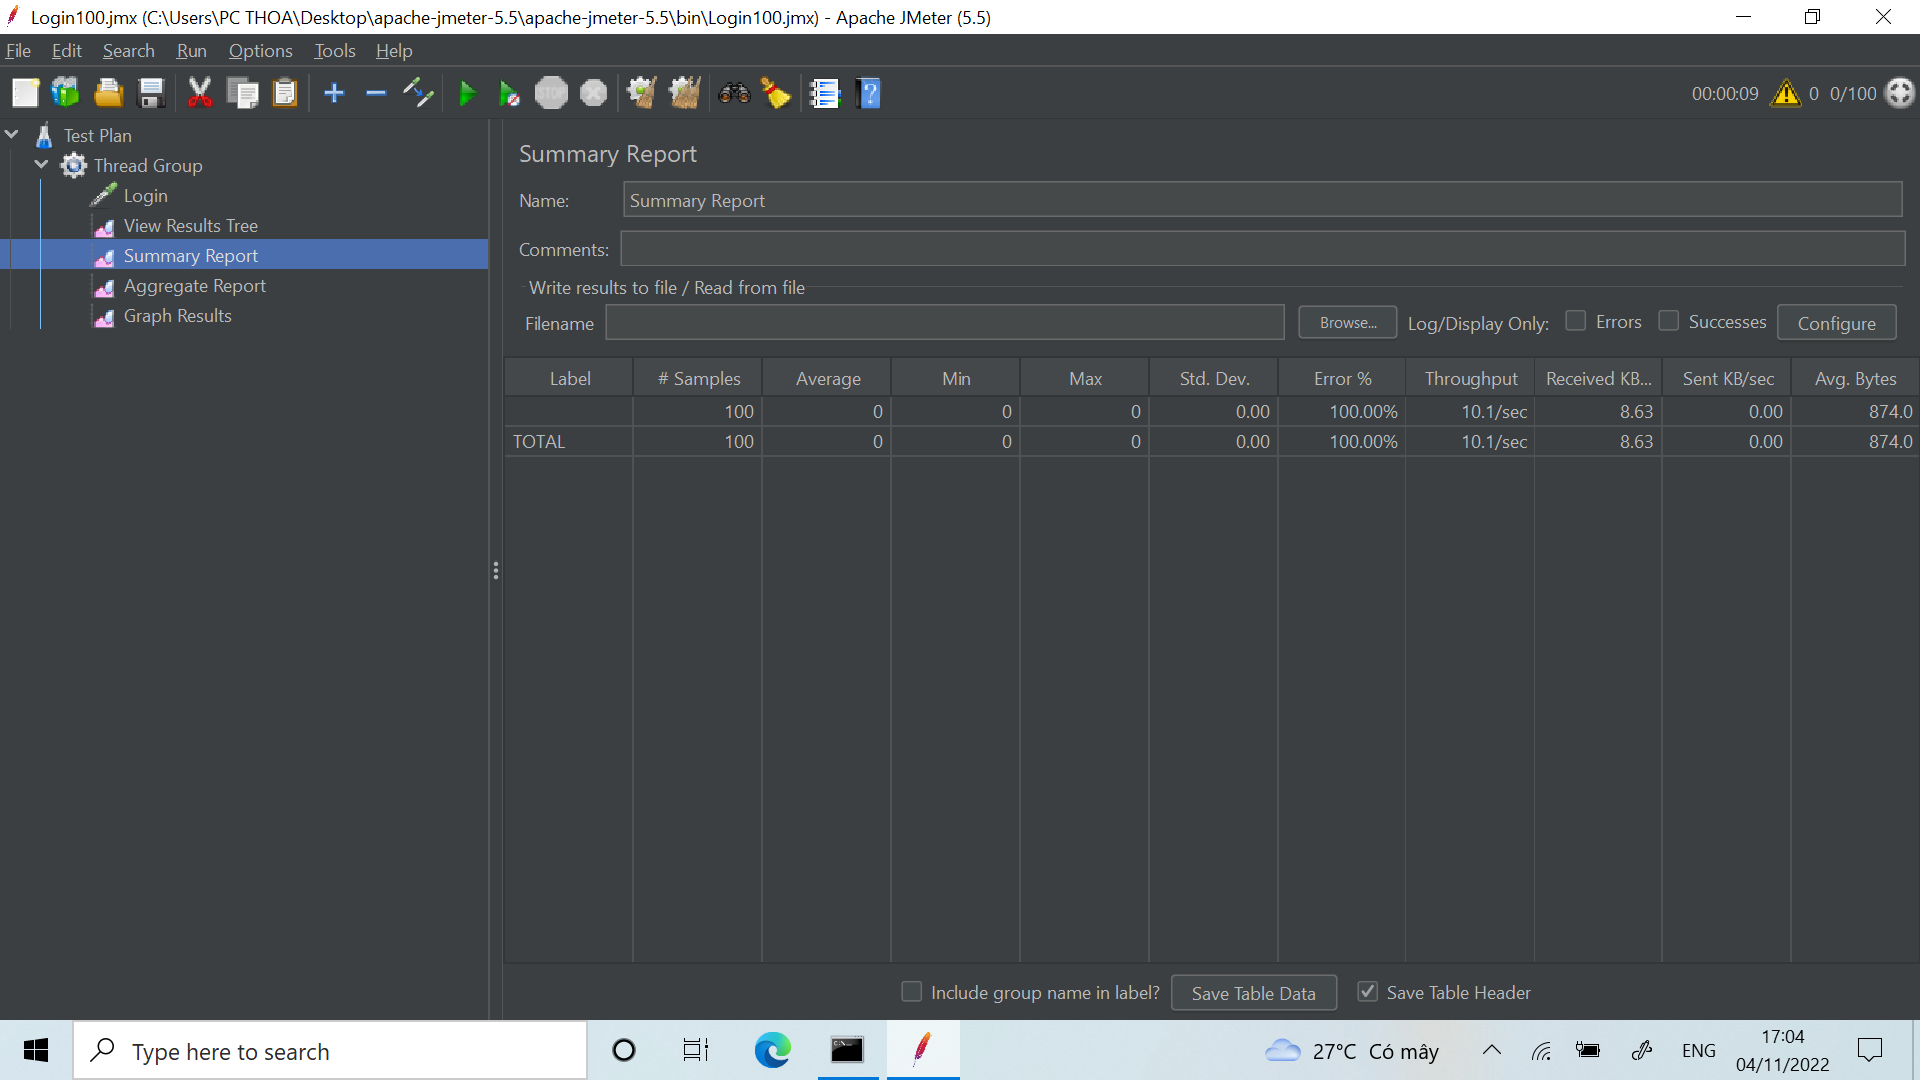 Login100.jmx (C:\Users\PC THOA\Desktop\apache-jmeter-5.5\apache-jmeter-5.5\bin\Login100.jmx) - Apache JMeter (5.5)
File Edit Search Run Options Tools Help
STOP 00:00:09 0 0/100
Test Plan
Thread Group
Login
View Results Tree
Summary Report
Aggregate Report
Graph Results
Summary Report
Name: Summary Report
Comments:
Write results to file / Read from file
Filename Browse... Log/Display Only: Errors Successes Configure
Label # Samples Average Min Max Std. Dev. Error % Throughput Received KB... Sent KB/sec Avg. Bytes
100 0 0 0 0.00 100.00% 10.1/sec 8.63 0.00 874.0
TOTAL 100 0 0 0 0.00 100.00% 10.1/sec 8.63 0.00 874.0
Include group name in label? Save Table Data Save Table Header
Type here to search
27°C Có mây
ENG
17:04
04/11/2022